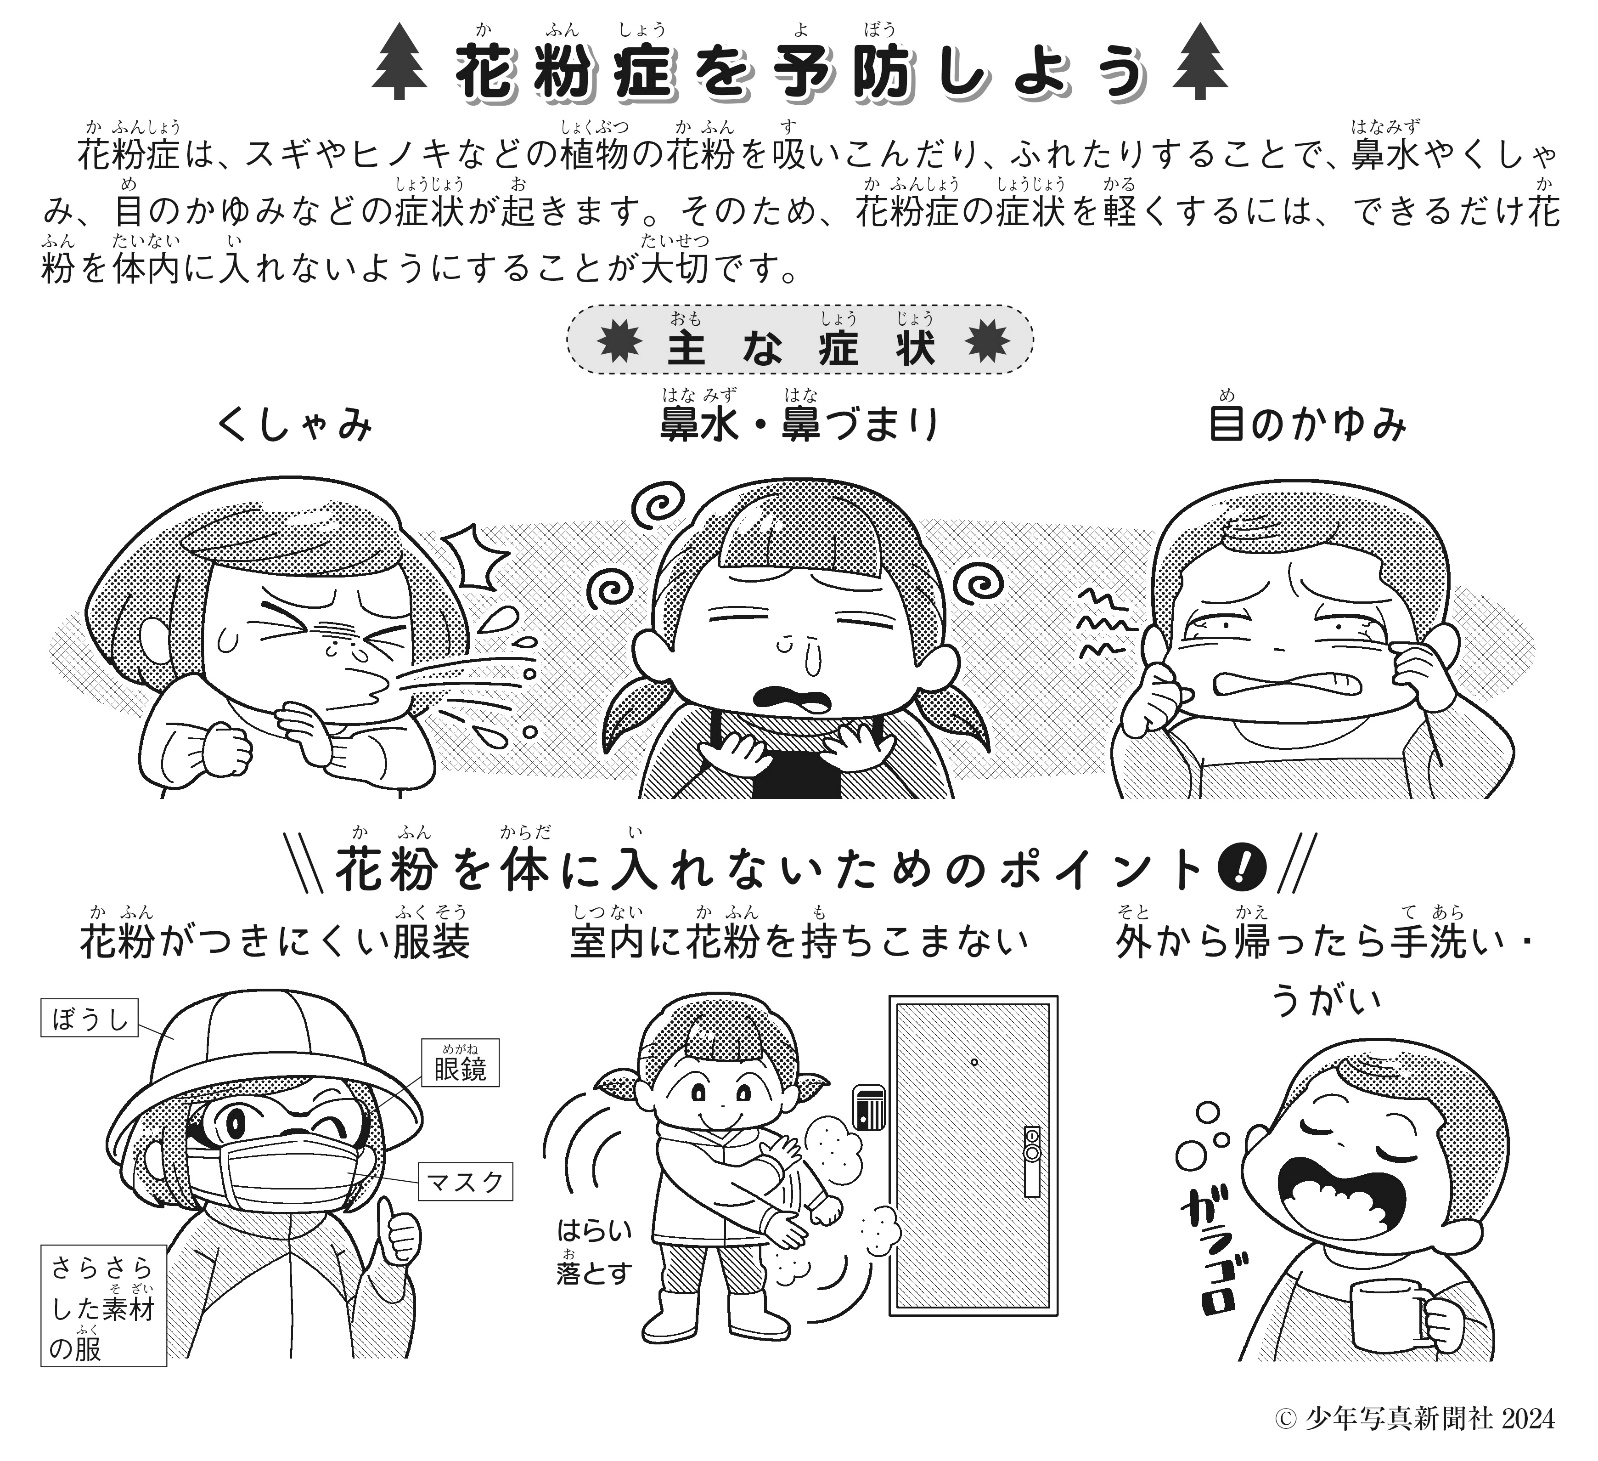 花粉症を予防しよう
花粉症は、スギやヒノキなどの植物の花粉を吸いこんだり、ふれたりすることで、鼻水やくしゃ
み、目のかゆみなどの症状が起きます。そのため、花粉症の症状を軽くするには、できるだけ花
粉を体内に入れないようにすることが大切です。
主な症状
くしゃみ
鼻水・鼻づまり
目のかゆみ
花粉を体に入れないためのポイント!
花粉がつきにくい服装
ぼうし
眼鏡
マスク
さらさら
した素材
の服
室内に花粉を持ちこまない
はらい
落とす
外から帰ったら手洗い・
うがい
ガラゴロ
© 少年写真新聞社 2024